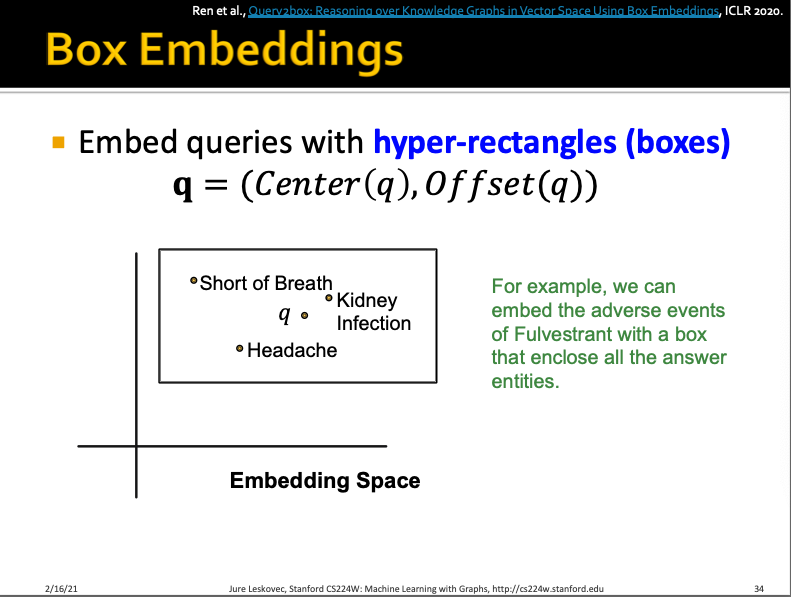 Ren et al., Query2box: Reasoning over Knowledge Graphs in Vector Space Using Box Embeddings, ICLR 2020.
Box Embeddings
Embed queries with hyper-rectangles (boxes)
𝐪 = (𝐶𝑒𝑛𝑡𝑒𝑟(𝑞), 𝑂𝑓𝑓𝑠𝑒𝑡(𝑞))
Short of Breath
Kidney
Infection
𝑞
Headache
For example, we can
embed the adverse events
of Fulvestrant with a box
that enclose all the answer
entities.
Embedding Space
2/16/21
Jure Leskovec, Stanford CS224W: Machine Learning with Graphs, http://cs224w.stanford.edu
34